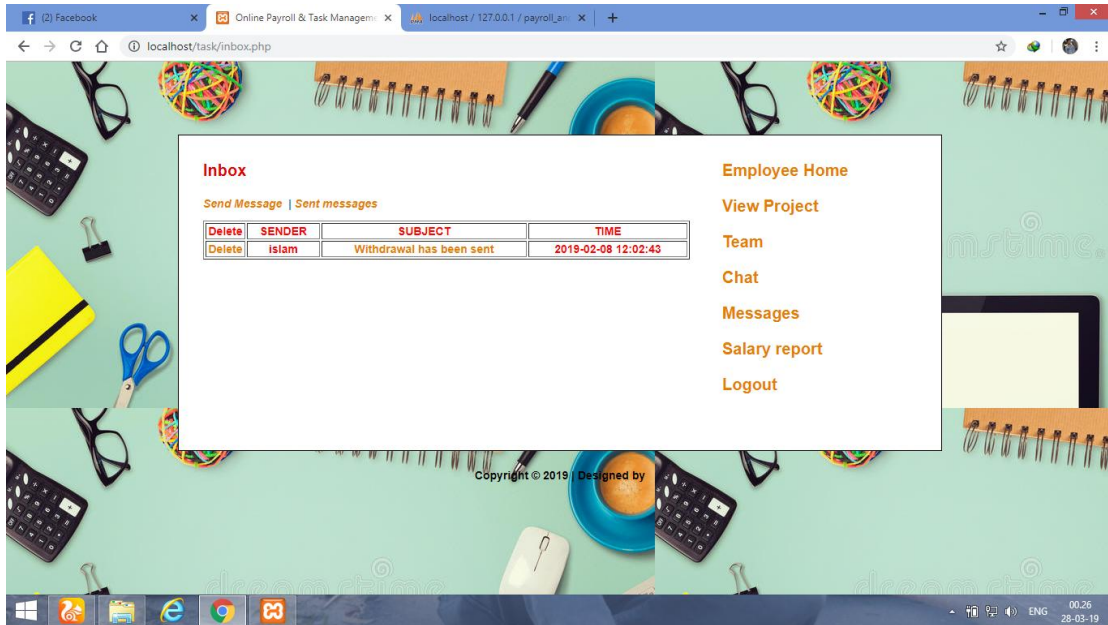 (2) Facebook
Online Payroll & Task Manageme
localhost / 127.0.0.1 / payroll_an
localhost/task/inbox.php
Inbox
Send Message | Sent messages
Delete SENDER SUBJECT TIME
Delete islam Withdrawal has been sent 2019-02-08 12:02:43
Employee Home
View Project
Team
Chat
Messages
Salary report
Logout
Copyright © 2019 | Designed by
dreamstime
dreamstime
ENG
00.26
28-03-19